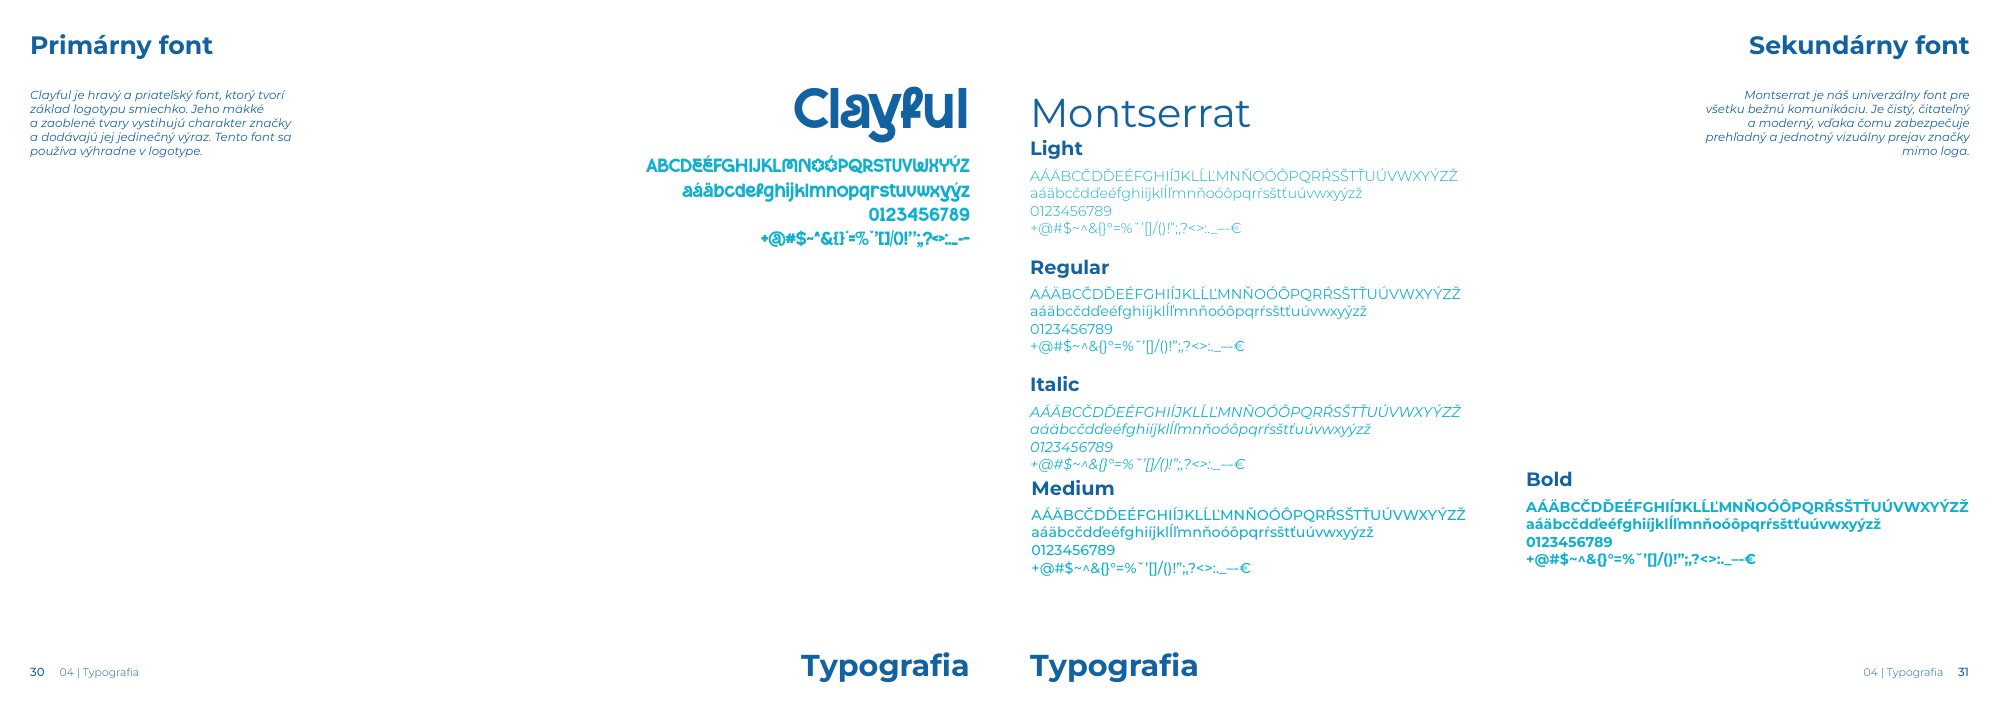 Primárny font
Clayful je hravý a priateľský font, ktorý tvorí
základ logotypu smiechko. Jeho mäkké
a zaoblené tvary vystihujú charakter značky
a dodávajú jej jedinečný výraz. Tento font sa
používa výhradne v logotype.
Clayful
ABCDEÉFGHIJKLMNOÓPQRSTUVWXYÝZ
aáäbcdefghijklmnopqrstuvwxyýz
0123456789
+@#$~^&{}°=%ˇ'[]/()!";,?<>:._–-
30 04 | Typografia
Typografia
Sekundárny font
Montserrat je náš univerzálny font pre
všetku bežnú komunikáciu. Je čistý, čitateľný
a moderný, vďaka čomu zabezpečuje
prehľadný a jednotný vizuálny prejav značky
mimo loga.
Montserrat
Light
AÁÄBCČDĎEÉFGHIÍJKLĹĽMNŇOÓÔPQRŔSŠTŤUÚVWXYÝZŽ
aáäbcčdďeéfghiíjklĺľmnňoóôpqrŕsštťuúvwxyýzž
0123456789
+@#$~^&{}°=%ˇ'[]/()!";,?<>:._–-€
Regular
AÁÄBCČDĎEÉFGHIÍJKLĹĽMNŇOÓÔPQRŔSŠTŤUÚVWXYÝZŽ
aáäbcčdďeéfghiíjklĺľmnňoóôpqrŕsštťuúvwxyýzž
0123456789
+@#$~^&{}°=%ˇ'[]/()!";,?<>:._–-€
Italic
AÁÄBCČDĎEÉFGHIÍJKLĹĽMNŇOÓÔPQRŔSŠTŤUÚVWXYÝZŽ
aáäbcčdďeéfghiíjklĺľmnňoóôpqrŕsštťuúvwxyýzž
0123456789
+@#$~^&{}°=%ˇ'[]/()!";,?<>:._–-€
Medium
AÁÄBCČDĎEÉFGHIÍJKLĹĽMNŇOÓÔPQRŔSŠTŤUÚVWXYÝZŽ
aáäbcčdďeéfghiíjklĺľmnňoóôpqrŕsštťuúvwxyýzž
0123456789
+@#$~^&{}°=%ˇ'[]/()!";,?<>:._–-€
Bold
AÁÄBCČDĎEÉFGHIÍJKLĹĽMNŇOÓÔPQRŔSŠTŤUÚVWXYÝZŽ
aáäbcčdďeéfghiíjklĺľmnňoóôpqrŕsštťuúvwxyýzž
0123456789
+@#$~^&{}°=%ˇ'[]/()!";,?<>:._–-€
Typografia
04 | Typografia 31